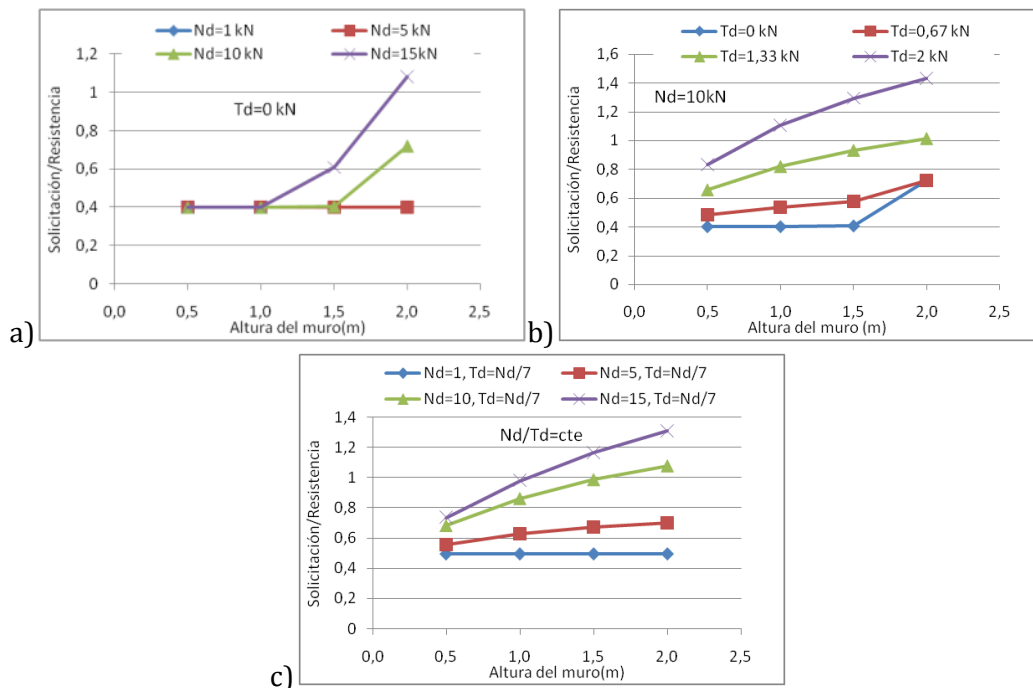 Nd=1 kN Nd=5 kN
Nd=10 kN Nd=15kN
1,2
1
0,8
0,6
0,4
0,2
0
Solicitación/Resistencia
Td=0 kN
0,0 0,5 1,0 1,5 2,0 2,5
Altura del muro(m)
a)
Td=0 kN Td=0,67 kN
Td=1,33 kN Td=2 kN
1,6
1,4
1,2
1
0,8
0,6
0,4
0,2
0
Solicitación/Resistencia
Nd=10kN
0,0 0,5 1,0 1,5 2,0 2,5
Altura del muro (m)
b)
Nd=1, Td=Nd/7 Nd=5, Td=Nd/7
Nd=10, Td=Nd/7 Nd=15, Td=Nd/7
1,4
1,2
1
0,8
0,6
0,4
0,2
0
Solicitación/Resistencia
Nd/Td=cte
0,0 0,5 1,0 1,5 2,0 2,5
Altura del muro(m)
c)